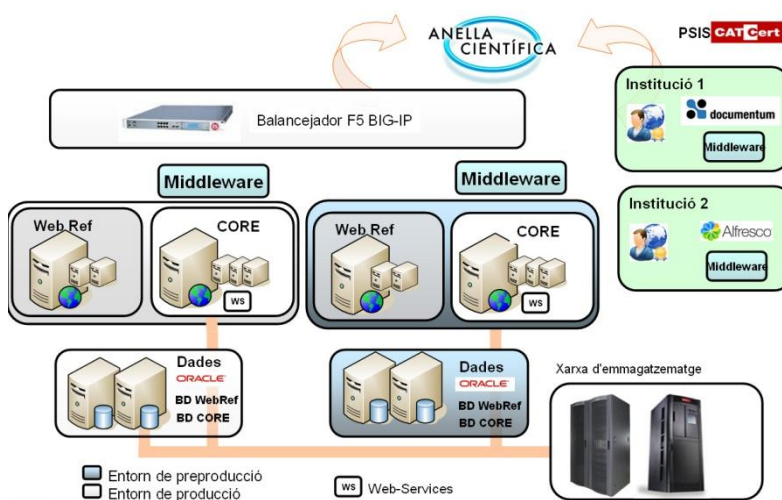 ANELLA
CIENTÍFICA
PSIS CATCert
Balancejador F5 BIG-IP
Institució 1
documentum
Middleware
Institució 2
Alfresco
Middleware
Middleware
Middleware
Web Ref
CORE
WS
Web Ref
CORE
WS
Dades
ORACLE
BD WebRef
BD CORE
Dades
ORACLE
BD WebRef
BD CORE
Xarxa d'emmagatzematge
Entorn de preproducció
Entorn de producció
WS Web-Services